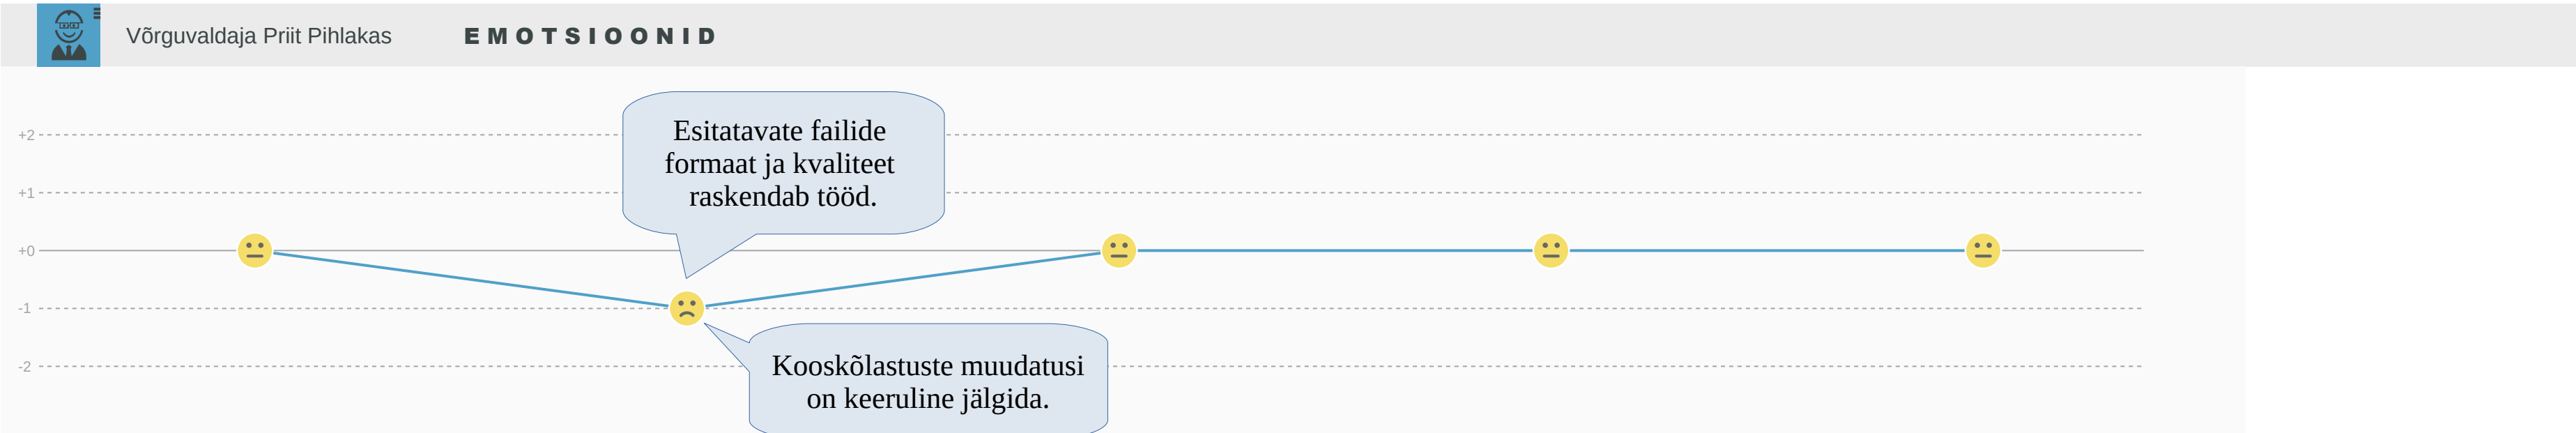 Võrguvaldaja Priit Pihlakas
EMOTSIOONID
Esitatavate failide
formaat ja kvaliteet
raskendab tööd.
+2
+1
+0
-1
-2
Kooskõlastuste muudatusi
on keeruline jälgida.